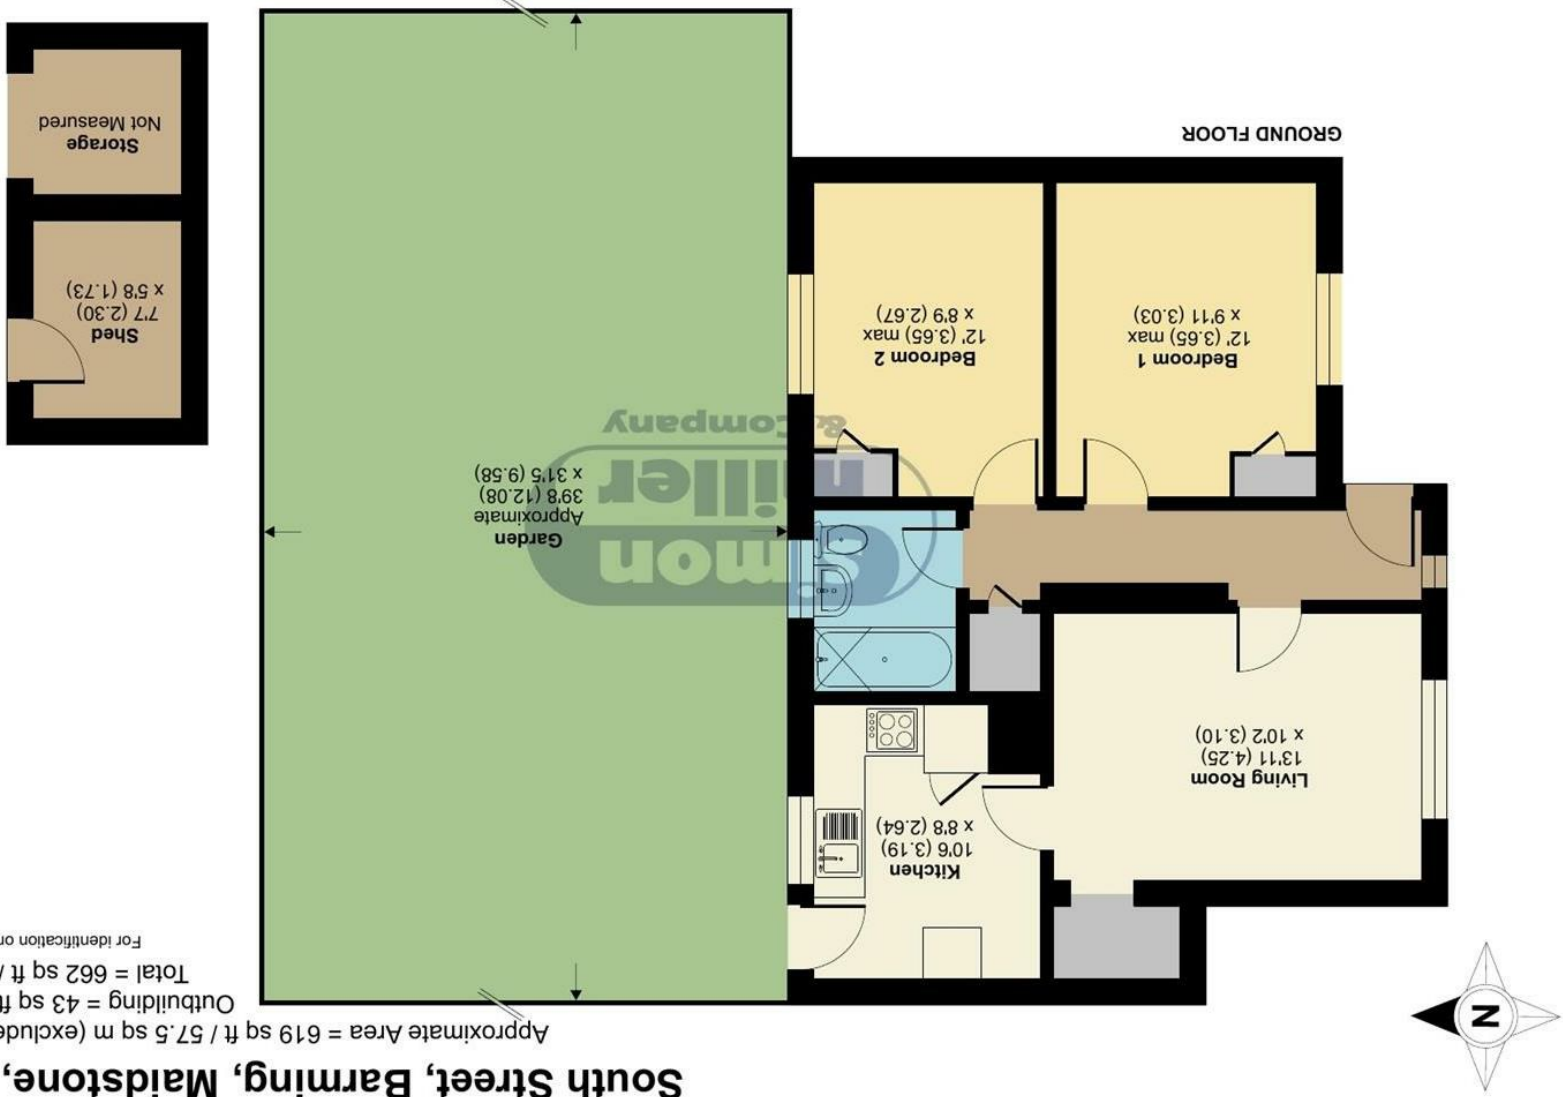 South Street, Barming, Maidstone,
Approximate Area = 619 sq ft / 57.5 sq m
Outbuilding = 43 sq ft
Total = 662 sq ft /
For identification
N
Living Room
13'11 (4.25)
x 10'2 (3.10)
Kitchen
10'6 (3.19)
x 8'8 (2.64)
Garden
Approximate
39'8 (12.08)
x 31'5 (9.58)
simon
miller
& company
Bedroom 1
12' (3.65) max
x 9'11 (3.03)
Bedroom 2
12' (3.65) max
x 8'9 (2.67)
Shed
7'7 (2.30)
x 5'8 (1.73)
Storage
Not Measured
GROUND FLOOR